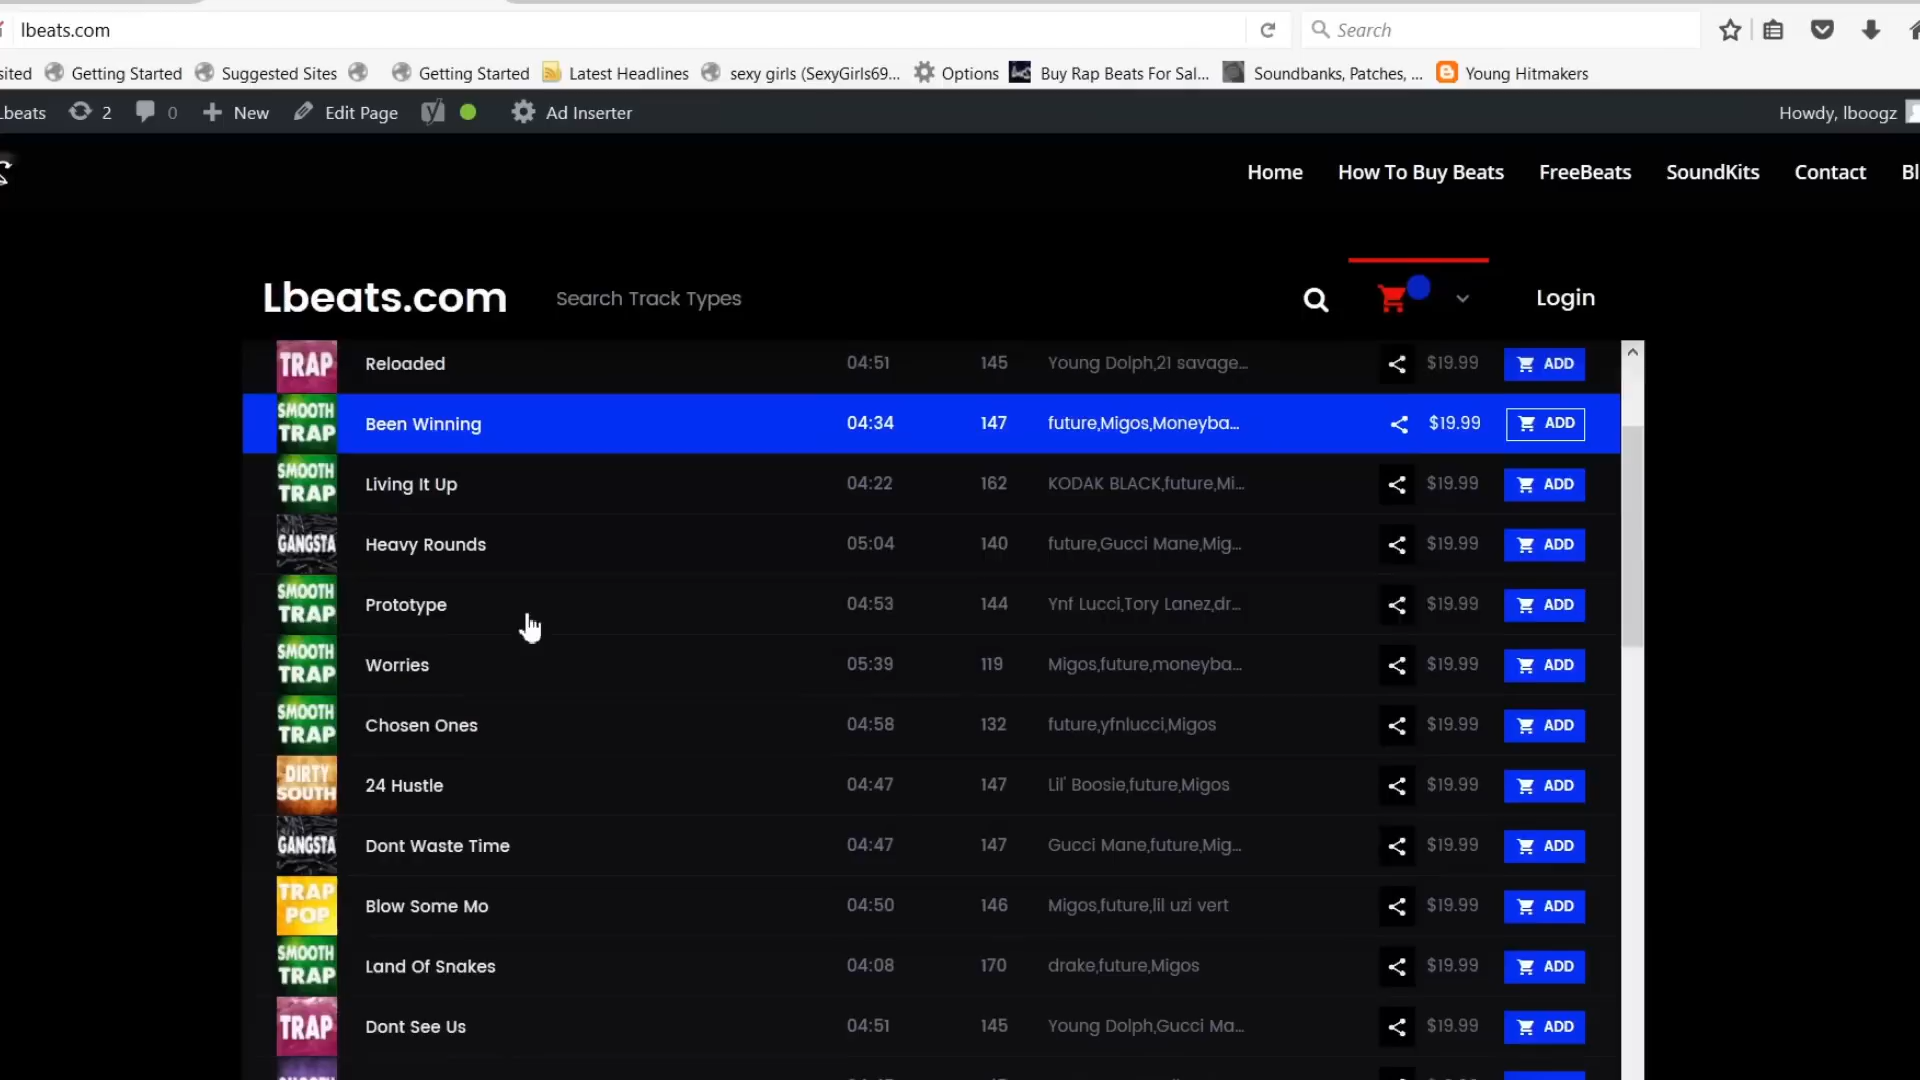 lbeats.com
Search
sited Getting Started Suggested Sites Getting Started Latest Headlines sexy girls (SexyGirls69... Options Buy Rap Beats For Sal... Soundbanks, Patches, ... Young Hitmakers
Lbeats 2 0 New Edit Page Ad Inserter Howdy, lboogz
Home How To Buy Beats FreeBeats SoundKits Contact Bl
Lbeats.com Search Track Types Login
TRAP Reloaded 04:51 145 Young Dolph,21 savage... $19.99 ADD
SMOOTH TRAP Been Winning 04:34 147 future,Migos,Moneyba... $19.99 ADD
SMOOTH TRAP Living It Up 04:22 162 KODAK BLACK,future,Mi... $19.99 ADD
GANGSTA Heavy Rounds 05:04 140 future,Gucci Mane,Mig... $19.99 ADD
SMOOTH TRAP Prototype 04:53 144 Ynf Lucci,Tory Lanez,dr... $19.99 ADD
SMOOTH TRAP Worries 05:39 119 Migos,future,moneyba... $19.99 ADD
SMOOTH TRAP Chosen Ones 04:58 132 future,yfnlucci,Migos $19.99 ADD
DIRTY SOUTH 24 Hustle 04:47 147 Lil' Boosie,future,Migos $19.99 ADD
GANGSTA Dont Waste Time 04:47 147 Gucci Mane,future,Mig... $19.99 ADD
TRAP POP Blow Some Mo 04:50 146 Migos,future,lil uzi vert $19.99 ADD
SMOOTH TRAP Land Of Snakes 04:08 170 drake,future,Migos $19.99 ADD
TRAP Dont See Us 04:51 145 Young Dolph,Gucci Ma... $19.99 ADD